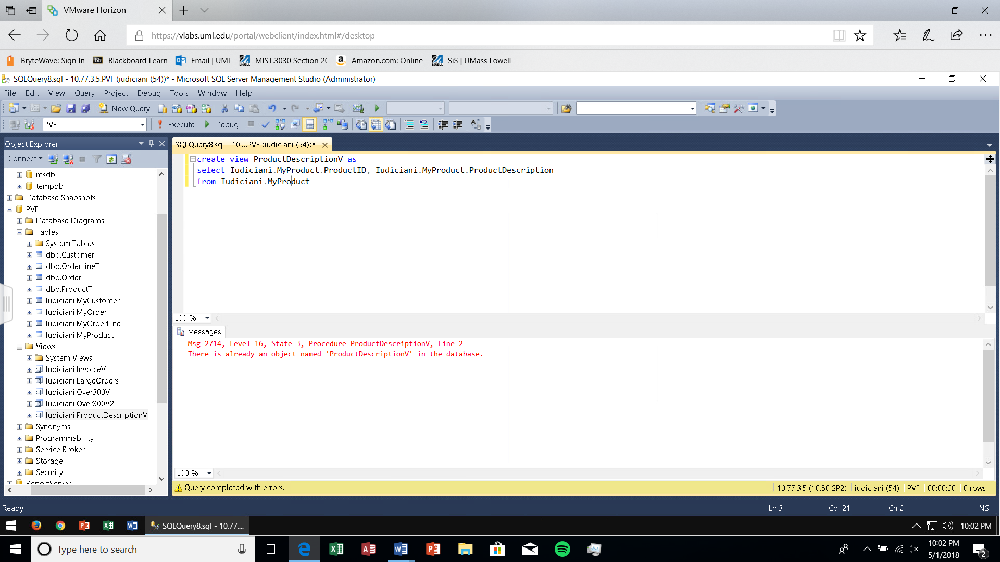 VMware Horizon
https://vlabs.uml.edu/portal/webclient/index.html#/desktop
BryteWave: Sign In Bb Blackboard Learn Email | UML MIST.3030 Section 20 Amazon.com: Online SiS | UMass Lowell
SQLQuery8.sql - 10.77.3.5.PVF (iudiciani (54))* - Microsoft SQL Server Management Studio (Administrator)
File Edit View Query Project Debug Tools Window Help
New Query
PVF Execute Debug
Object Explorer
SQLQuery8.sql - 10....PVF (iudiciani (54))*
Connect
create view ProductDescriptionV as
select Iudiciani.MyProduct.ProductID, Iudiciani.MyProduct.ProductDescription
from Iudiciani.MyProduct
msdb
tempdb
Database Snapshots
PVF
Database Diagrams
Tables
System Tables
dbo.CustomerT
dbo.OrderLineT
dbo.OrderT
dbo.ProductT
Iudiciani.MyCustomer
Iudiciani.MyOrder
Iudiciani.MyOrderLine
Iudiciani.MyProduct
Views
System Views
Iudiciani.InvoiceV
Iudiciani.LargeOrders
Iudiciani.Over300V1
Iudiciani.Over300V2
Iudiciani.ProductDescriptionV
Synonyms
Programmability
Service Broker
Storage
Security
ReportServer
100 %
Messages
Msg 2714, Level 16, State 3, Procedure ProductDescriptionV, Line 2
There is already an object named 'ProductDescriptionV' in the database.
100 %
Query completed with errors. 10.77.3.5 (10.50 SP2) iudiciani (54) PVF 00:00:00 0 rows
Ready Ln 3 Col 21 Ch 21 INS
SQLQuery8.sql - 10.77.... 10:02 PM
Type here to search
10:02 PM
5/1/2018
2